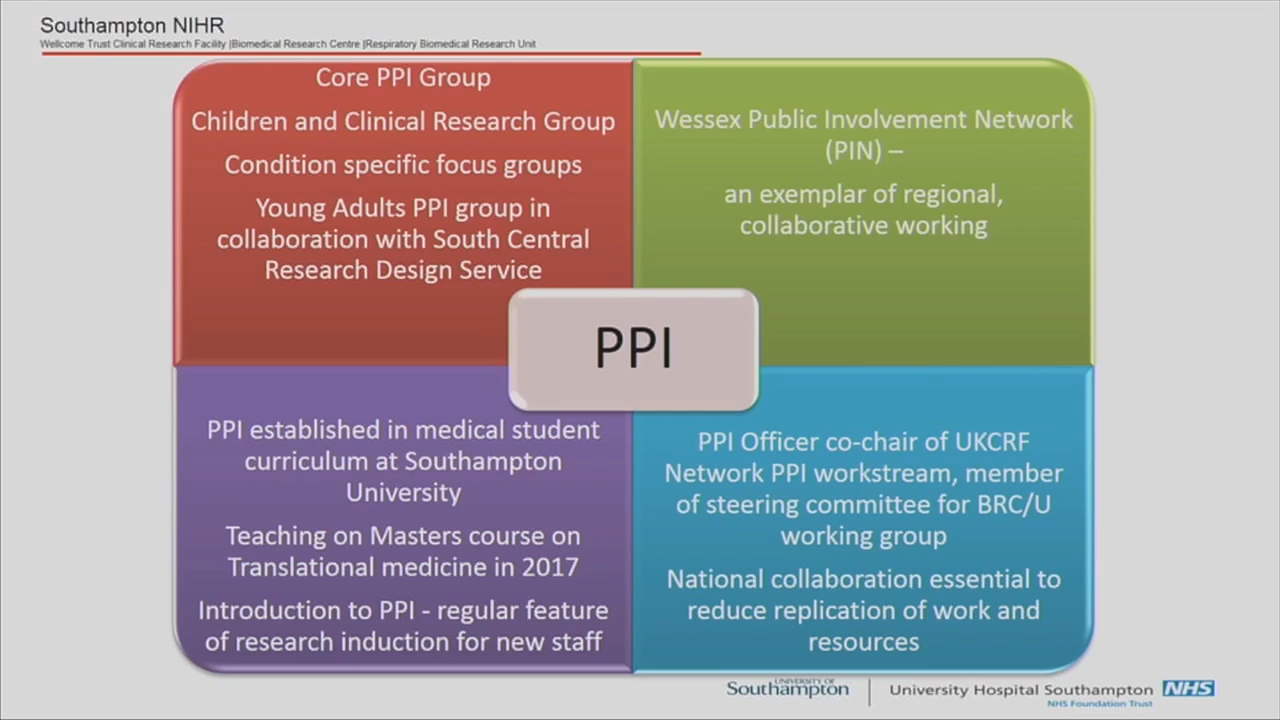 Southampton NIHR
Wellcome Trust Clinical Research Facility |Biomedical Research Centre |Respiratory Biomedical Research Unit
Core PPI Group
Children and Clinical Research Group
Condition specific focus groups
Young Adults PPI group in
collaboration with South Central
Research Design Service
Wessex Public Involvement Network
(PIN) –
an exemplar of regional,
collaborative working
PPI
PPI established in medical student
curriculum at Southampton
University
Teaching on Masters course on
Translational medicine in 2017
Introduction to PPI - regular feature
of research induction for new staff
PPI Officer co-chair of UKCRF
Network PPI workstream, member
of steering committee for BRC/U
working group
National collaboration essential to
reduce replication of work and
resources
UNIVERSITY OF
Southampton
University Hospital Southampton NHS
NHS Foundation Trust